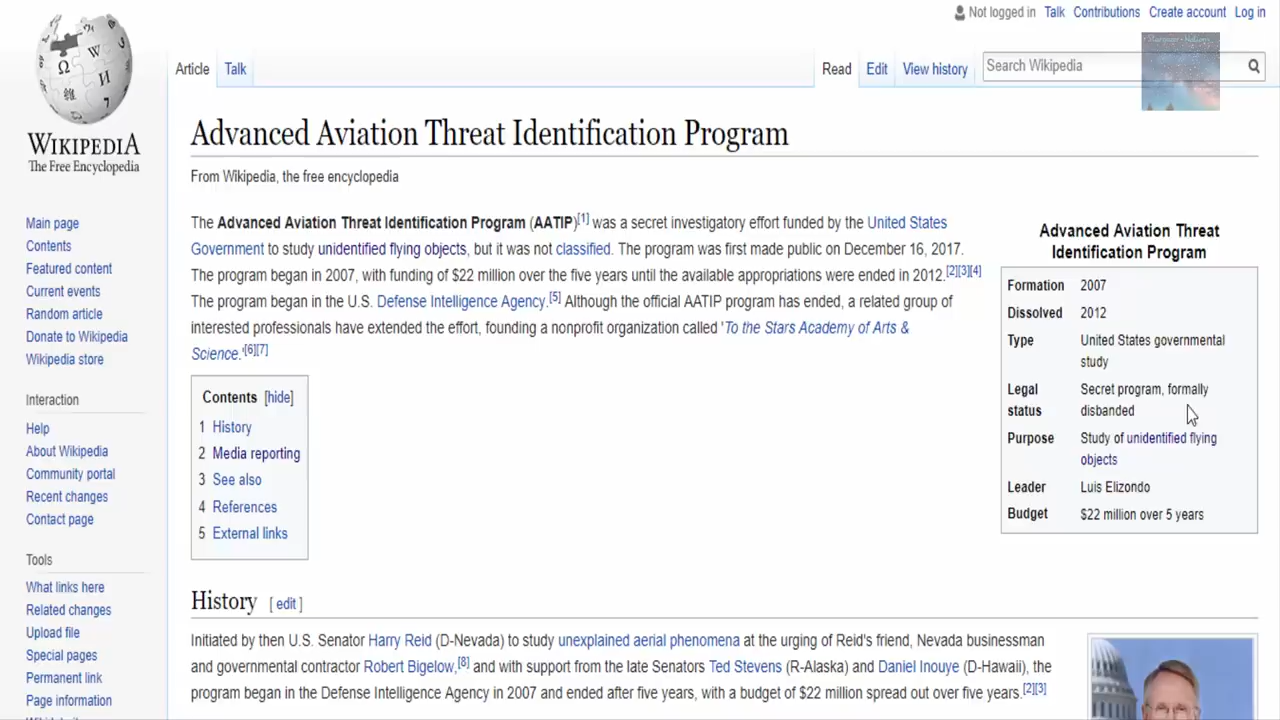 Not logged in Talk Contributions Create account Log in
Article Talk Read Edit View history Search Wikipedia
WIKIPEDIA
The Free Encyclopedia
Advanced Aviation Threat Identification Program
From Wikipedia, the free encyclopedia
Main page
Contents
Featured content
Current events
Random article
Donate to Wikipedia
Wikipedia store
Interaction
Help
About Wikipedia
Community portal
Recent changes
Contact page
Tools
What links here
Related changes
Upload file
Special pages
Permanent link
Page information
The Advanced Aviation Threat Identification Program (AATIP)[1] was a secret investigatory effort funded by the United States
Government to study unidentified flying objects, but it was not classified. The program was first made public on December 16, 2017.
The program began in 2007, with funding of $22 million over the five years until the available appropriations were ended in 2012.[2][3][4]
The program began in the U.S. Defense Intelligence Agency.[5] Although the official AATIP program has ended, a related group of
interested professionals have extended the effort, founding a nonprofit organization called 'To the Stars Academy of Arts &
Science.'[6][7]
Advanced Aviation Threat
Identification Program
Formation 2007
Dissolved 2012
Type United States governmental
study
Legal Secret program, formally
status disbanded
Purpose Study of unidentified flying
objects
Leader Luis Elizondo
Budget $22 million over 5 years
Contents [hide]
1 History
2 Media reporting
3 See also
4 References
5 External links
History [ edit ]
Initiated by then U.S. Senator Harry Reid (D-Nevada) to study unexplained aerial phenomena at the urging of Reid's friend, Nevada businessman
and governmental contractor Robert Bigelow,[8] and with support from the late Senators Ted Stevens (R-Alaska) and Daniel Inouye (D-Hawaii), the
program began in the Defense Intelligence Agency in 2007 and ended after five years, with a budget of $22 million spread out over five years.[2][3]